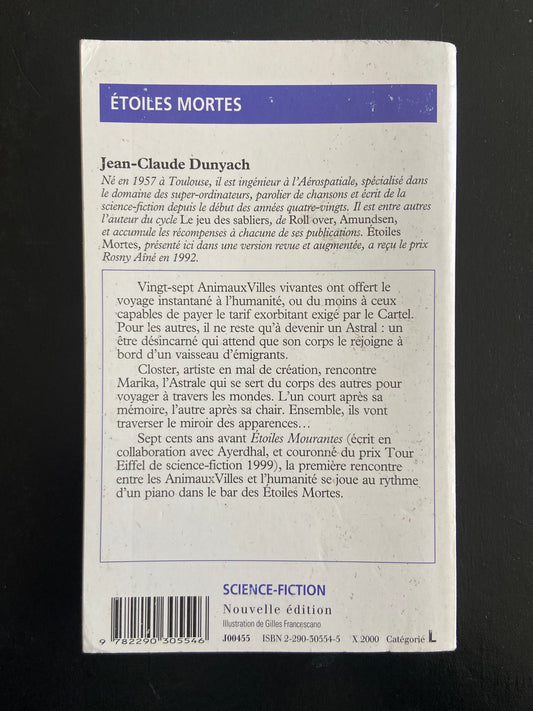 ÉTOILES MORTES
Jean-Claude Dunyach
Né en 1957 à Toulouse, il est ingénieur à l'Aérospatiale, spécialisé dans
le domaine des super-ordinateurs, parolier de chansons et écrit de la
science-fiction depuis le début des années quatre-vingts. Il est entre autres
l'auteur du cycle Le jeu des sabliers, de Roll over, Amundsen,
et accumule les récompenses à chacune de ses publications. Étoiles
Mortes, présenté ici dans une version revue et augmentée, a reçu le prix
Rosny Aîné en 1992.
Vingt-sept AnimauxVilles vivantes ont offert le
voyage instantané à l'humanité, ou du moins à ceux
capables de payer le tarif exorbitant exigé par le Cartel.
Pour les autres, il ne reste qu'à devenir un Astral : un
être désincarné qui attend que son corps le rejoigne à
bord d'un vaisseau d'émigrants.
Closter, artiste en mal de création, rencontre
Marika, l'Astrale qui se sert du corps des autres pour
voyager à travers les mondes. L'un court après sa
mémoire, l'autre après sa chair. Ensemble, ils vont
traverser le miroir des apparences…
Sept cents ans avant Étoiles Mourantes (écrit en
collaboration avec Ayerdhal, et couronné du prix Tour
Eiffel de science-fiction 1999), la première rencontre
entre les AnimauxVilles et l'humanité se joue au rythme
d'un piano dans le bar des Étoiles Mortes.
SCIENCE-FICTION
Nouvelle édition
Illustration de Gilles Francescano
9 782290 305546
J00455 ISBN 2-290-30554-5 X 2000 Catégorie L